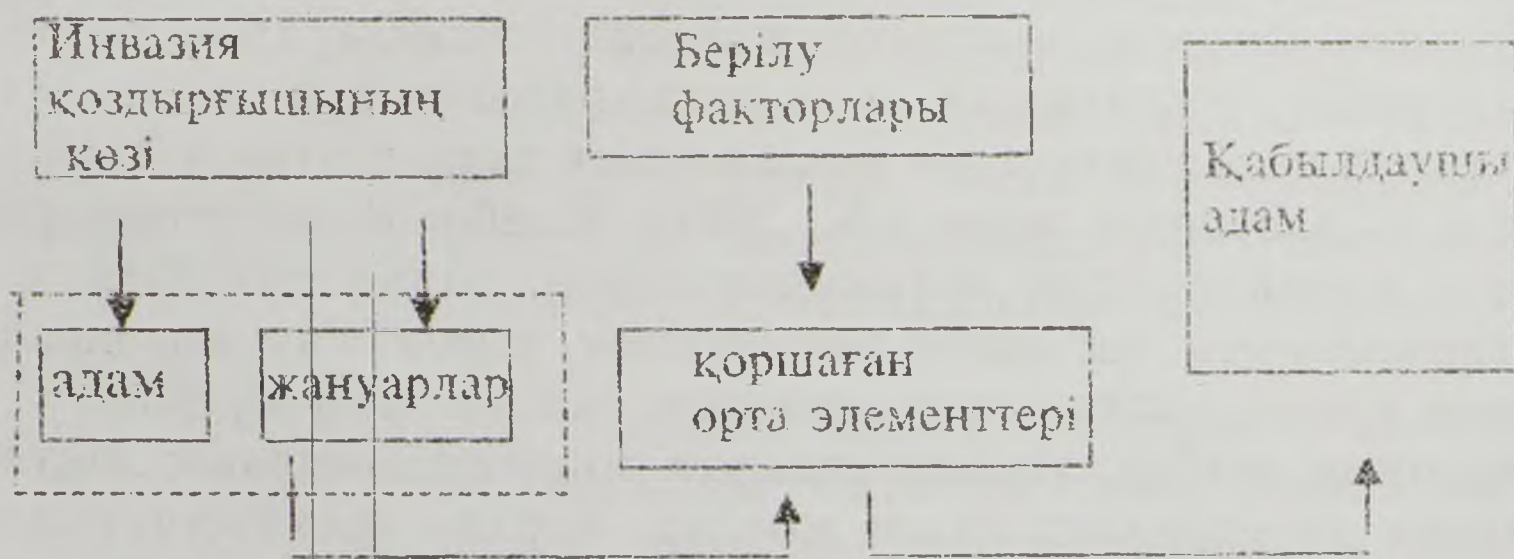 Инвазия
қоздырғышының
көзі
Берілу
факторлары
Қабылдаушы
адам
адам
жануарлар
қоршаған
орта элементтері